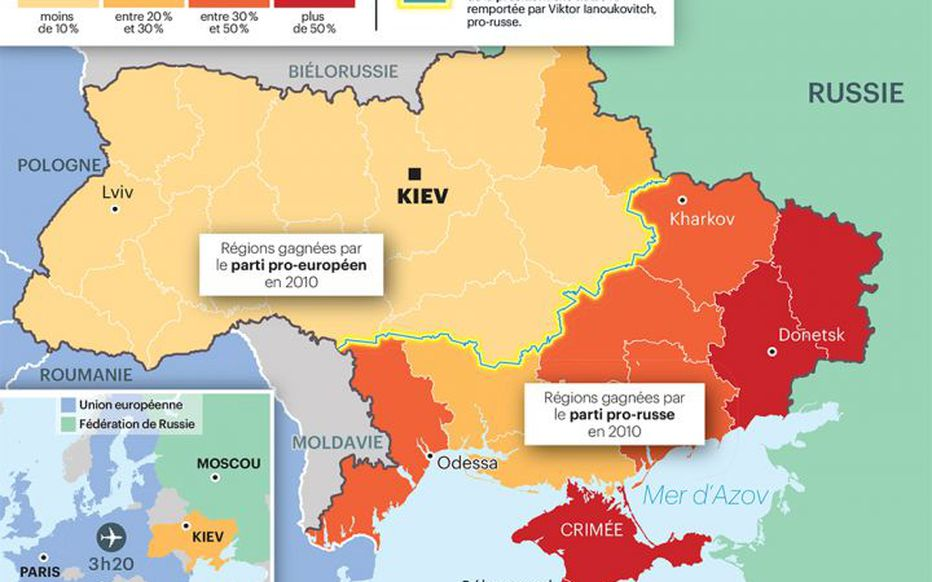 moins
de 10 %
entre 20 %
et 30 %
entre 30 %
et 50 %
plus
de 50 %
remportée par Viktor Ianoukovitch,
pro-russe.
BIÉLORUSSIE
RUSSIE
POLOGNE
Lviv
KIEV
Kharkov
Régions gagnées par
le parti pro-européen
en 2010
Donetsk
ROUMANIE
Régions gagnées par
le parti pro-russe
en 2010
Union européenne
Fédération de Russie
MOLDAVIE
Odessa
MOSCOU
Mer d'Azov
CRIMÉE
KIEV
3h20
PARIS